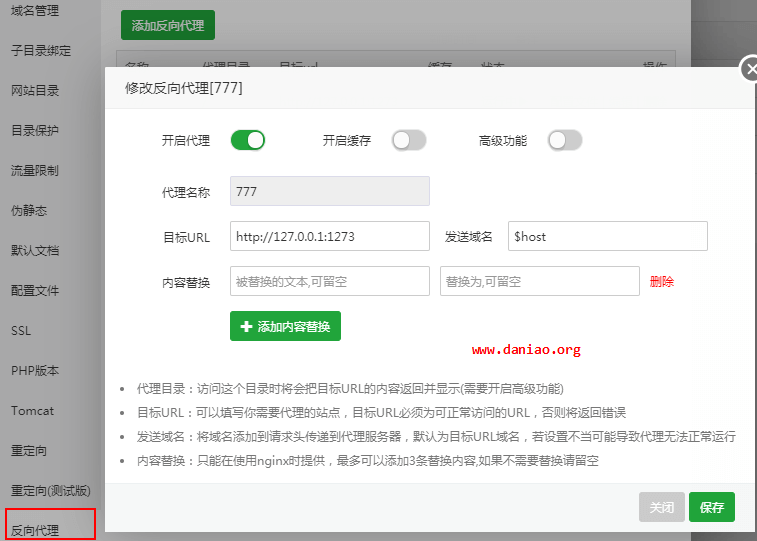 域名管理
添加反向代理
子目录绑定
网站目录
目录保护
流量限制
伪静态
默认文档
配置文件
SSL
PHP版本
Tomcat
重定向
重定向(测试版)
反向代理
修改反向代理[777]
开启代理 开启缓存 高级功能
代理名称 777
目标URL http://127.0.0.1:1273 发送域名 $host
内容替换 被替换的文本,可留空 替换为,可留空 删除
添加内容替换
www.daniao.org
代理目录：访问这个目录时将会把目标URL的内容返回并显示(需要开启高级功能)
目标URL：可以填写你需要代理的站点，目标URL必须为可正常访问的URL，否则将返回错误
发送域名：将域名添加到请求头传递到代理服务器，默认为目标URL域名，若设置不当可能导致代理无法正常运行
内容替换：只能在使用nginx时提供，最多可以添加3条替换内容,如果不需要替换请留空
关闭 保存